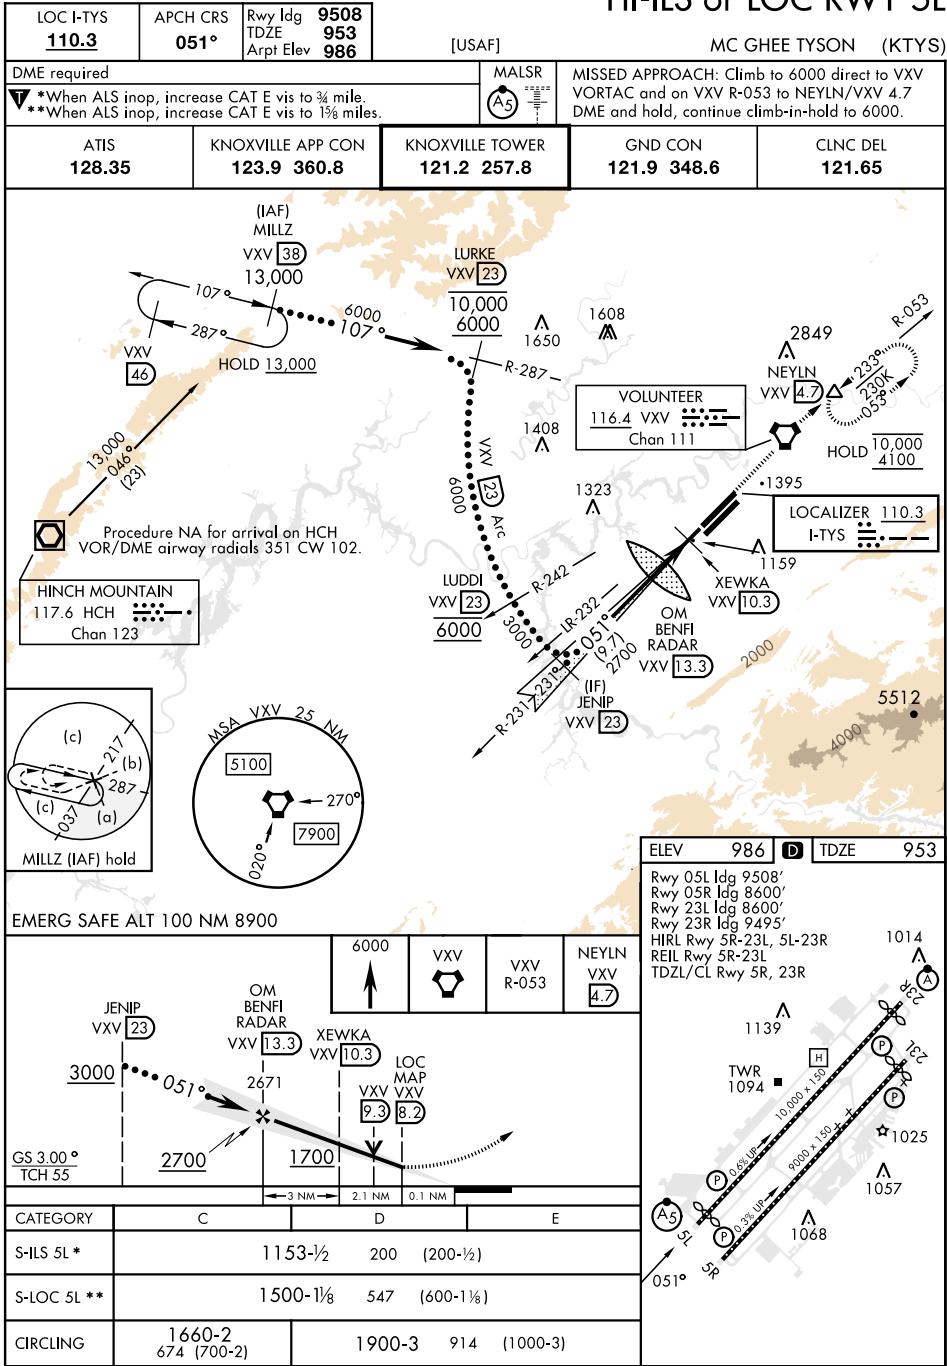 HI-ILS or LOC RWY 5L
LOC I-TYS
110.3
APCH CRS
051°
Rwy ldg 9508
TDZE 953
Arpt Elev 986
[USAF]
MC GHEE TYSON (KTYS)
DME required
T *When ALS inop, increase CAT E vis to ¾ mile.
**When ALS inop, increase CAT E vis to 1⅝ miles.
MALSR
A5
MISSED APPROACH: Climb to 6000 direct to VXV
VORTAC and on VXV R-053 to NEYLN/VXV 4.7
DME and hold, continue climb-in-hold to 6000.
ATIS
128.35
KNOXVILLE APP CON
123.9 360.8
KNOXVILLE TOWER
121.2 257.8
GND CON
121.9 348.6
CLNC DEL
121.65
(IAF)
MILLZ
VXV 38
13,000
107°
287°
VXV
46
HOLD 13,000
6000
107°
LURKE
VXV 23
10,000
6000
R-287
1650
1608
1408
1323
2849
NEYLN
VXV 4.7
R-053
233°
230K
053°
HOLD 10,000
4100
VOLUNTEER
116.4 VXV
Chan 111
1395
LOCALIZER 110.3
I-TYS
1159
XEWKA
VXV 10.3
OM
BENFI
RADAR
VXV 13.3
13,000
046°
(23)
Procedure NA for arrival on HCH
VOR/DME airway radials 351 CW 102.
HINCH MOUNTAIN
117.6 HCH
Chan 123
VXV 23 Arc
6000
LUDDI
VXV 23
6000
R-242
3000
LR-232
051°
(9.7)
2700
231°
R-231
(IF)
JENIP
VXV 23
2000
4000
5512
(c)
217
(b)
287
(c)
037
(a)
MILLZ (IAF) hold
MSA VXV 25 NM
5100
270°
7900
020°
EMERG SAFE ALT 100 NM 8900
6000
VXV
VXV
R-053
NEYLN
VXV
4.7
JENIP
VXV 23
3000
051°
OM
BENFI
RADAR
VXV 13.3
2671
XEWKA
VXV 10.3
VXV
9.3
LOC
MAP
VXV
8.2
2700
1700
GS 3.00°
TCH 55
3 NM
2.1 NM
0.1 NM
CATEGORY C D E
S-ILS 5L * 1153-½ 200 (200-½)
S-LOC 5L ** 1500-1⅛ 547 (600-1⅛)
CIRCLING 1660-2 1900-3 914 (1000-3)
674 (700-2)
ELEV 986 D TDZE 953
Rwy 05L ldg 9508'
Rwy 05R ldg 8600'
Rwy 23L ldg 8600'
Rwy 23R ldg 9495'
HIRL Rwy 5R-23L, 5L-23R
REIL Rwy 5R-23L
TDZL/CL Rwy 5R, 23R
1014
A
23R
1139
P
23L
H
TWR
1094
10,000 x 150
P
9000 x 150
1025
1057
0.6% UP
P
A5
5L
0.3% UP
P
1068
051°
5R